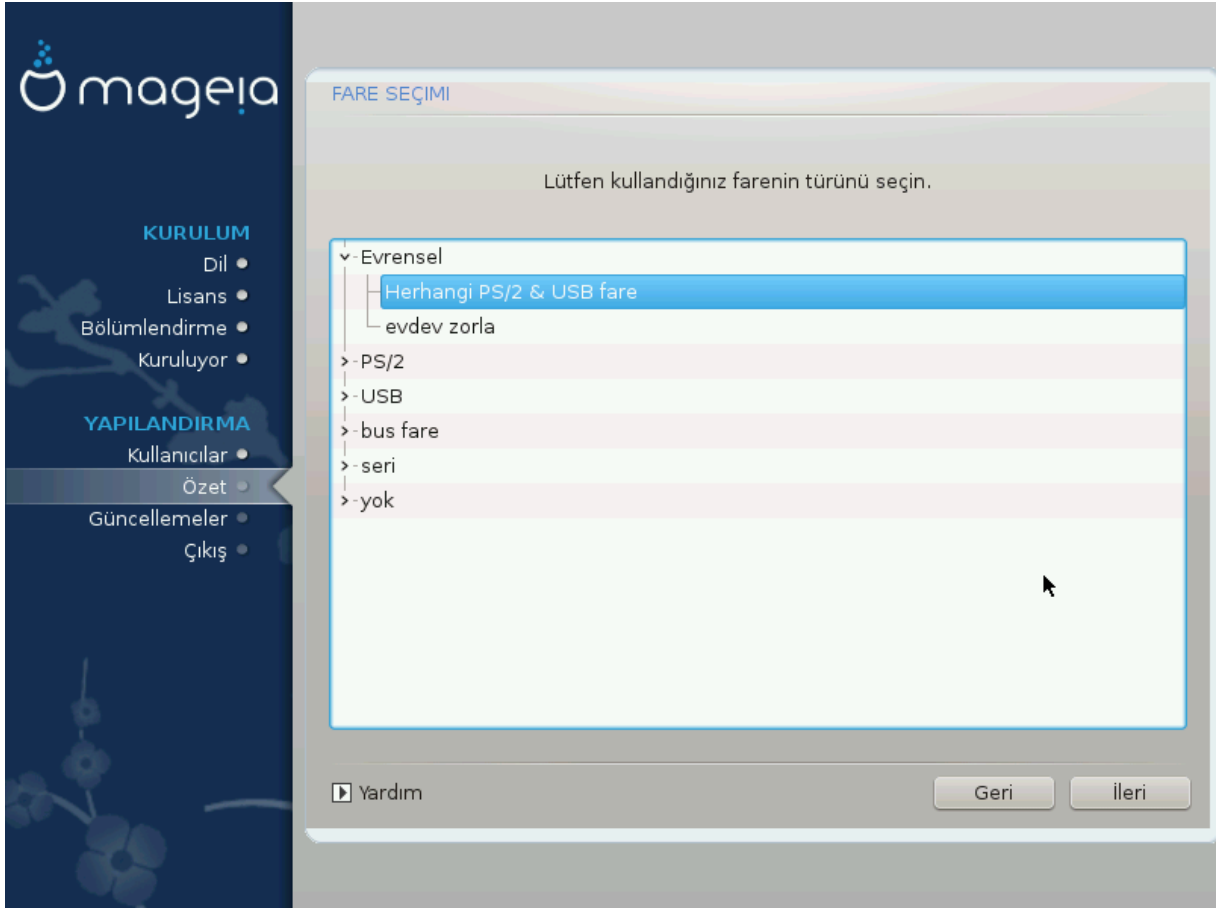 mageia
KURULUM
Dil
Lisans
Bölümlendirme
Kuruluyor
YAPILANDIRMA
Kullanıcılar
Özet
Güncellemeler
Çıkış
FARE SEÇIMI
Lütfen kullandığınız farenin türünü seçin.
Evrensel
Herhangi PS/2 & USB fare
evdev zorla
PS/2
USB
bus fare
seri
yok
Yardım
Geri
İleri